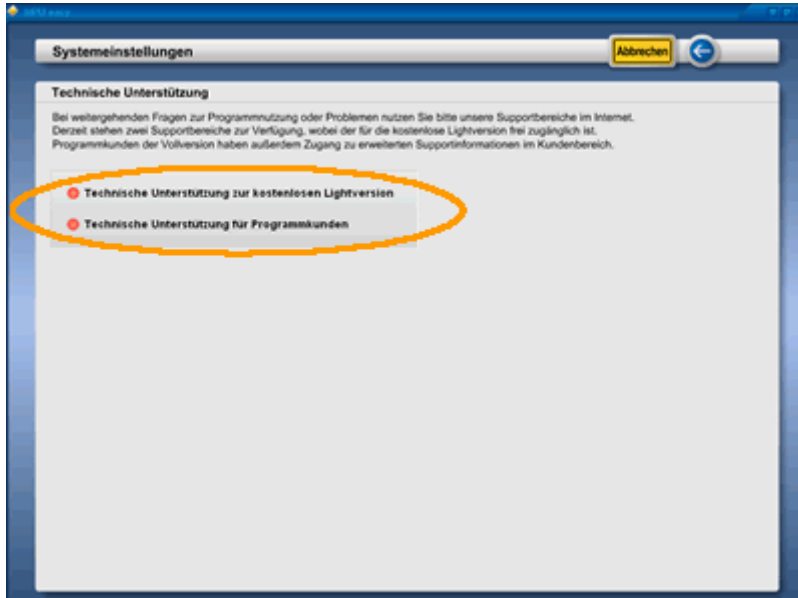 Systemeinstellungen
Abbrechen
Technische Unterstützung
Bei weitergehenden Fragen zur Programmnutzung oder Problemen nutzen Sie bitte unsere Supportbereiche im Internet.
Derzeit stehen zwei Supportbereiche zur Verfügung, wobei der für die kostenlose Lightversion frei zugänglich ist.
Programmkunden der Vollversion haben außerdem Zugang zu erweiterten Supportinformationen im Kundenbereich.
Technische Unterstützung zur kostenlosen Lightversion
Technische Unterstützung für Programmkunden